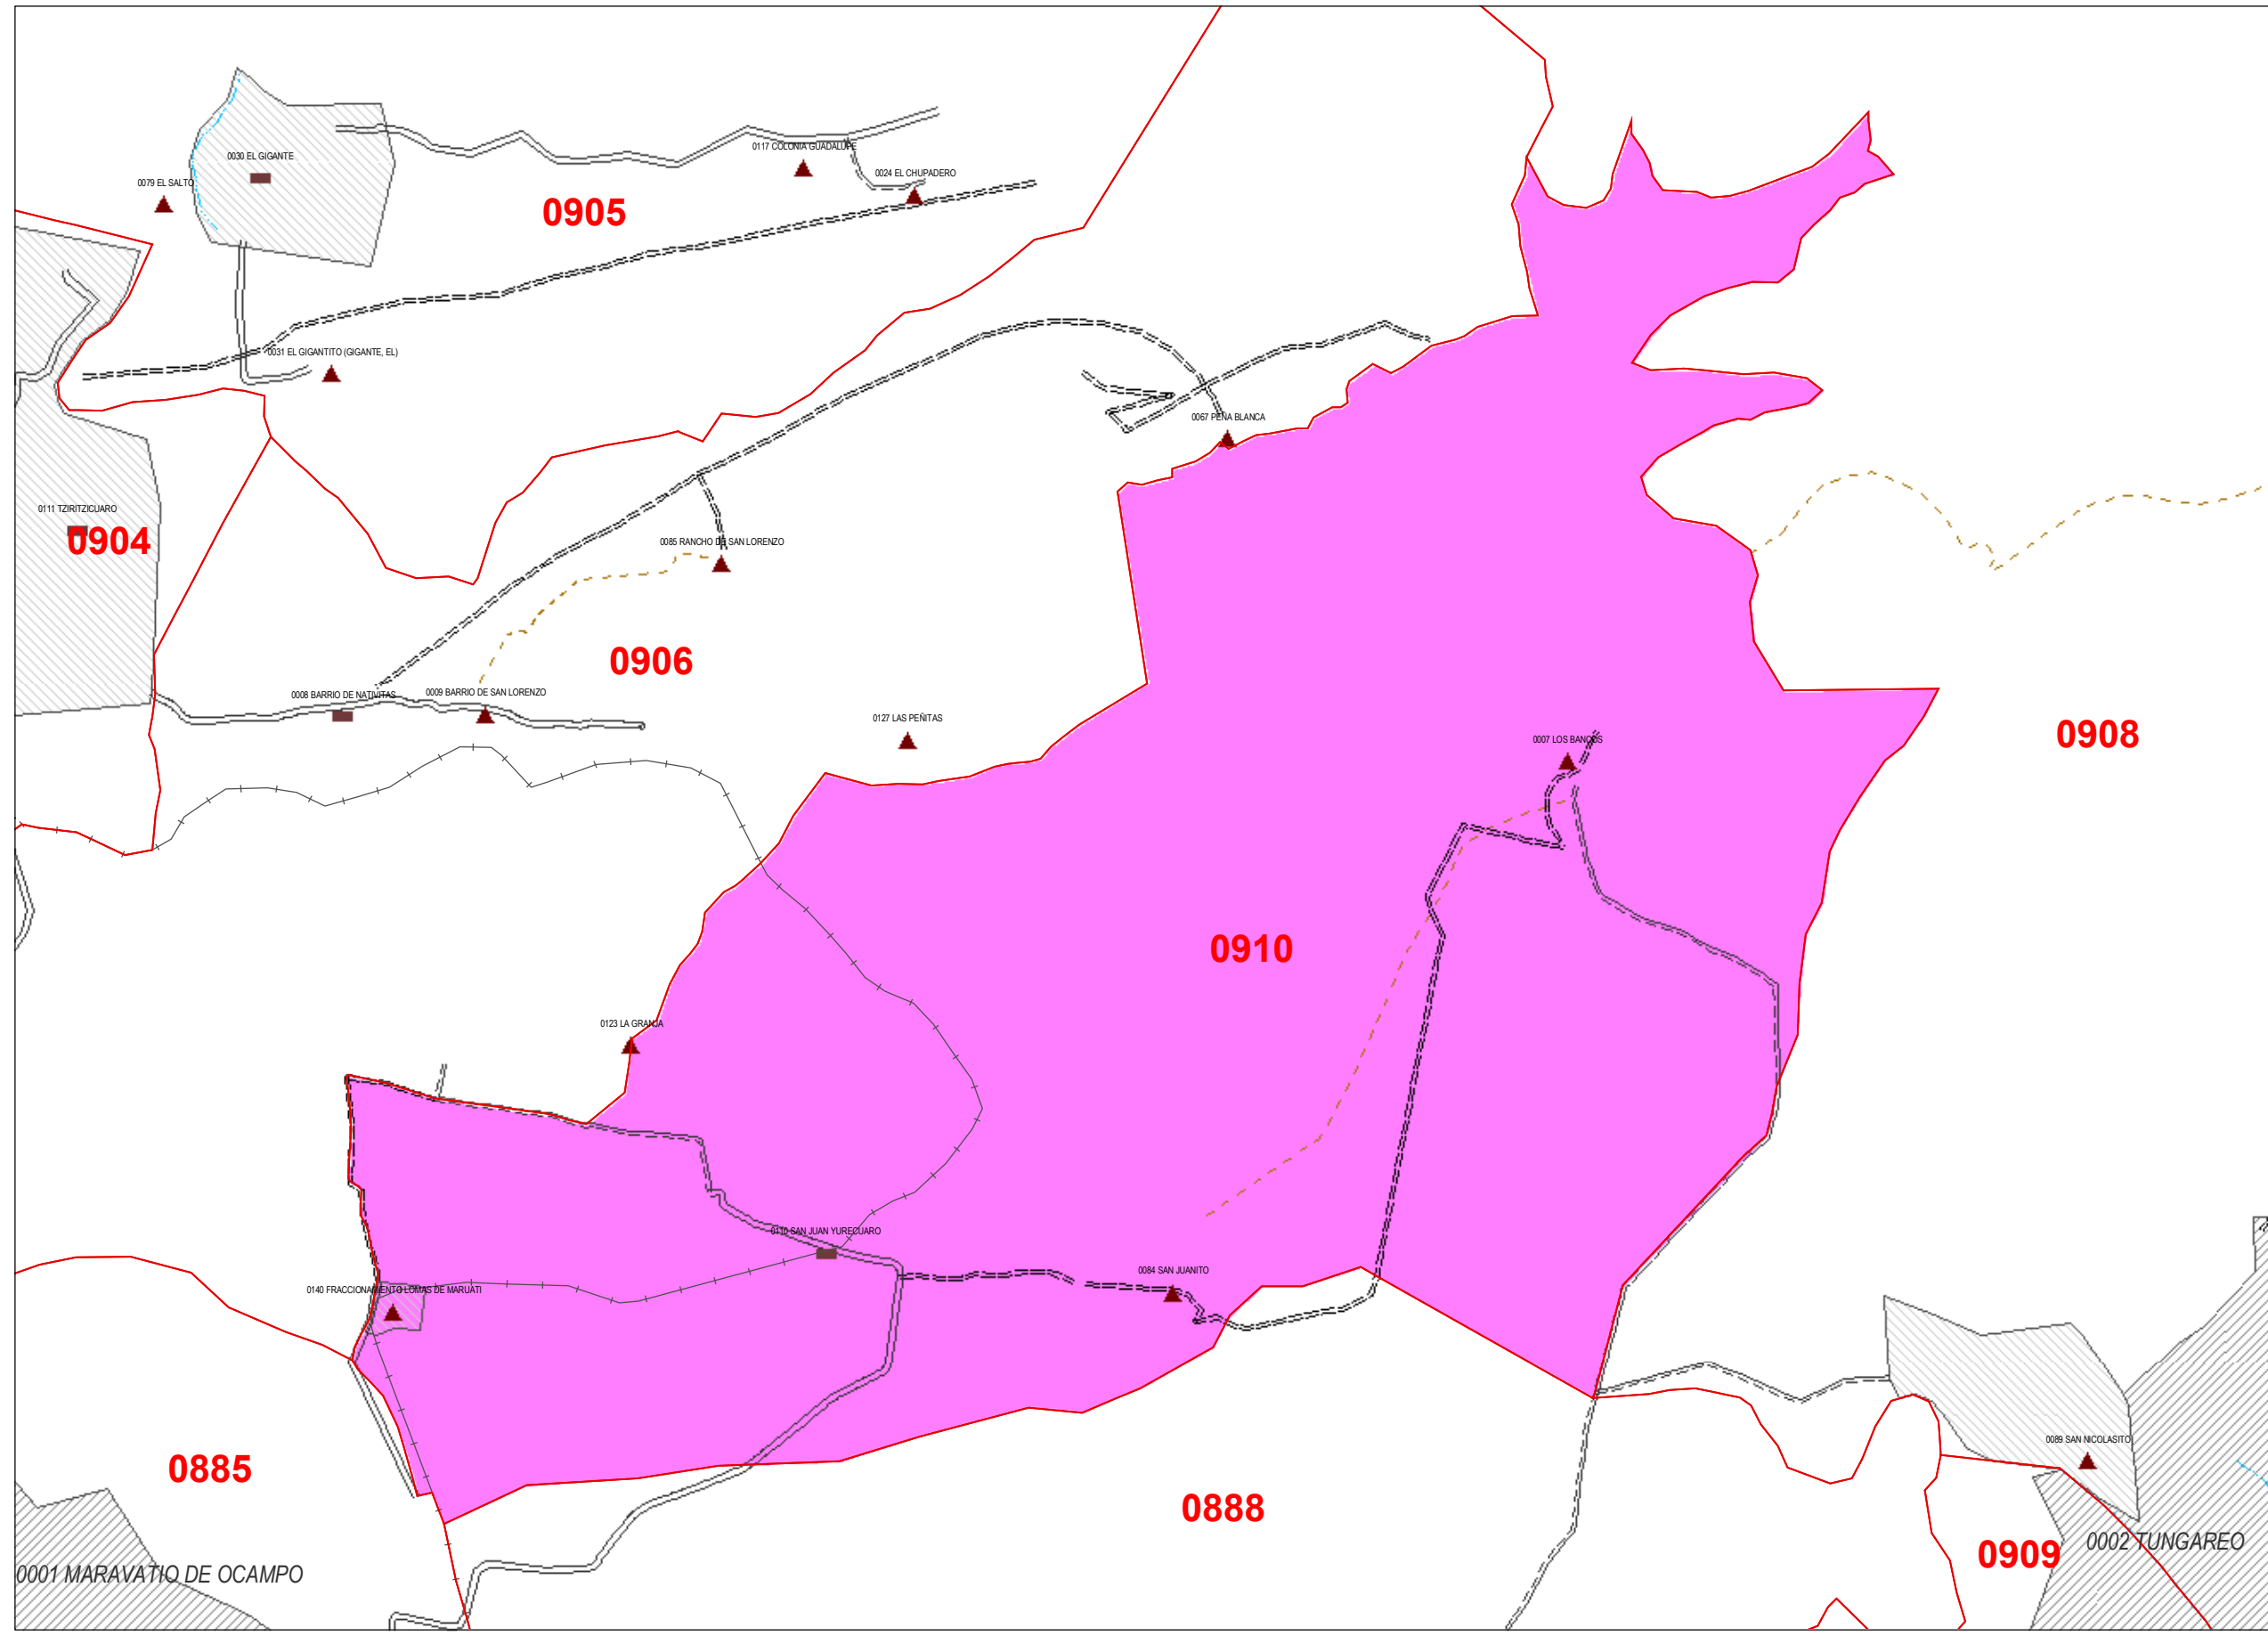 0030 EL GIGANTE
0117 COLONIA GUADALUPE
0024 EL CHUPADERO
0079 EL SALTO
0905
0031 EL GIGANTITO (GIGANTE, EL)
0067 PEÑA BLANCA
0111 TZIRITZICUARO
0904
0085 RANCHO DE SAN LORENZO
0906
0008 BARRIO DE NATIVITAS
0009 BARRIO DE SAN LORENZO
0127 LAS PEÑITAS
0007 LOS BANCOS
0908
0910
0123 LA GRANJA
0110 SAN JUAN YURECUARO
0084 SAN JUANITO
0140 FRACCIONAMIENTO LOMAS DE MARUATI
0089 SAN NICOLASITO
0885
0888
0002 TUNGAREO
0909
0001 MARAVATIO DE OCAMPO